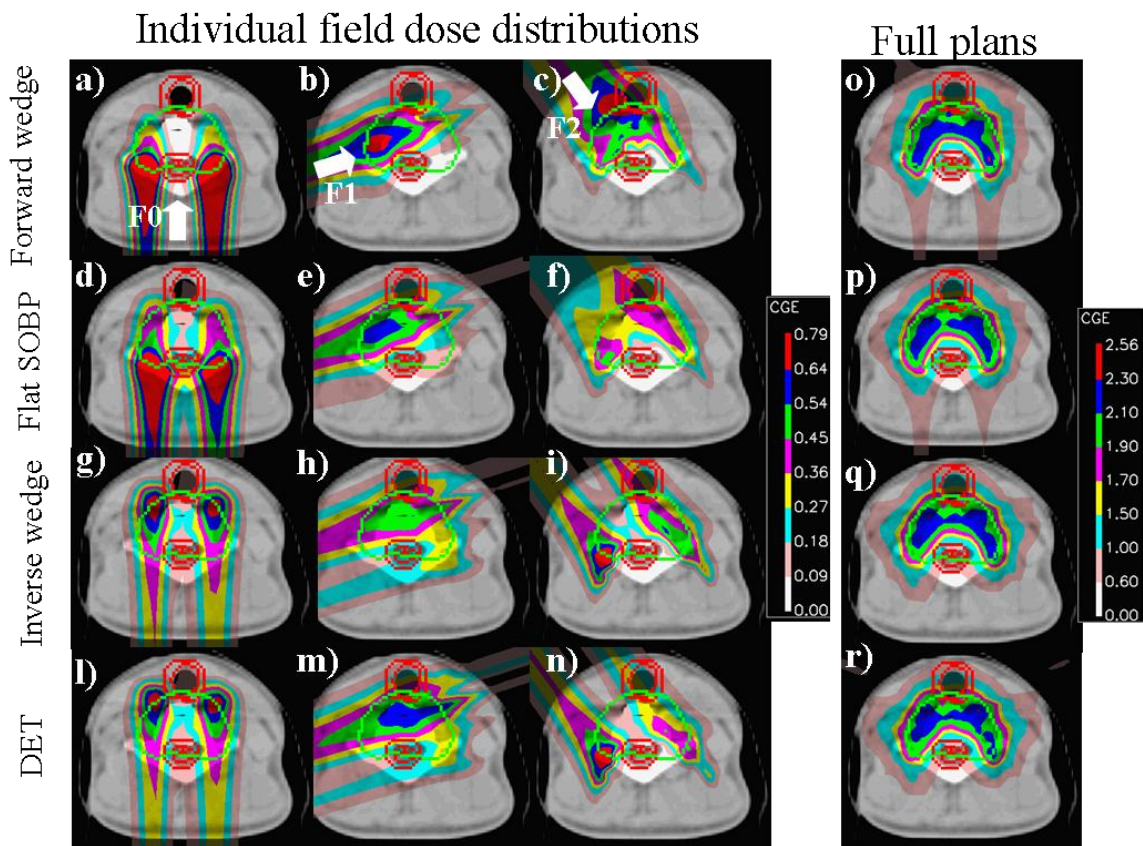 Individual field dose distributions
Full plans
Forward wedge
a)
b)
c)
o)
F0
F1
F2
Flat SOBP
d)
e)
f)
p)
CGE
0.79
0.64
0.54
0.45
0.36
0.27
0.18
0.09
0.00
CGE
2.56
2.30
2.10
1.90
1.70
1.50
1.00
0.60
0.00
Inverse wedge
g)
h)
i)
q)
DET
l)
m)
n)
r)